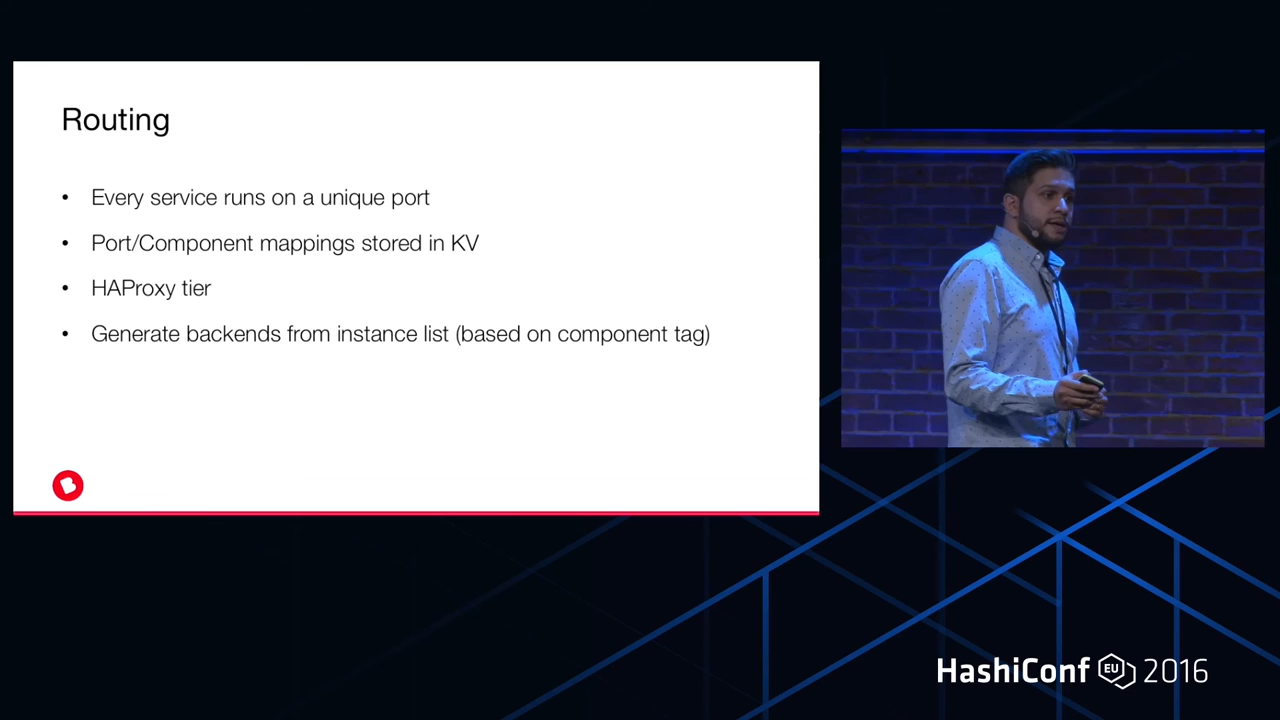 Routing
• Every service runs on a unique port
• Port/Component mappings stored in KV
• HAProxy tier
• Generate backends from instance list (based on component tag)
HashiConf EU 2016